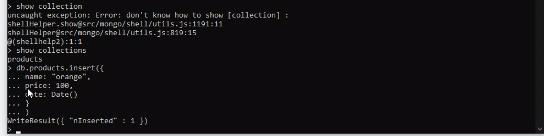 > show collection
uncaught exception: Error: don't know how to show [collection] :
shellHelper.show@src/mongo/shell/utils.js:1191:11
shellHelper@src/mongo/shell/utils.js:819:15
@(shellhelp2):1:1
> show collections
products
> db.products.insert({
... name: "orange",
... price: 100,
... date: Date()
... }
... )
WriteResult({ "nInserted" : 1 })
>